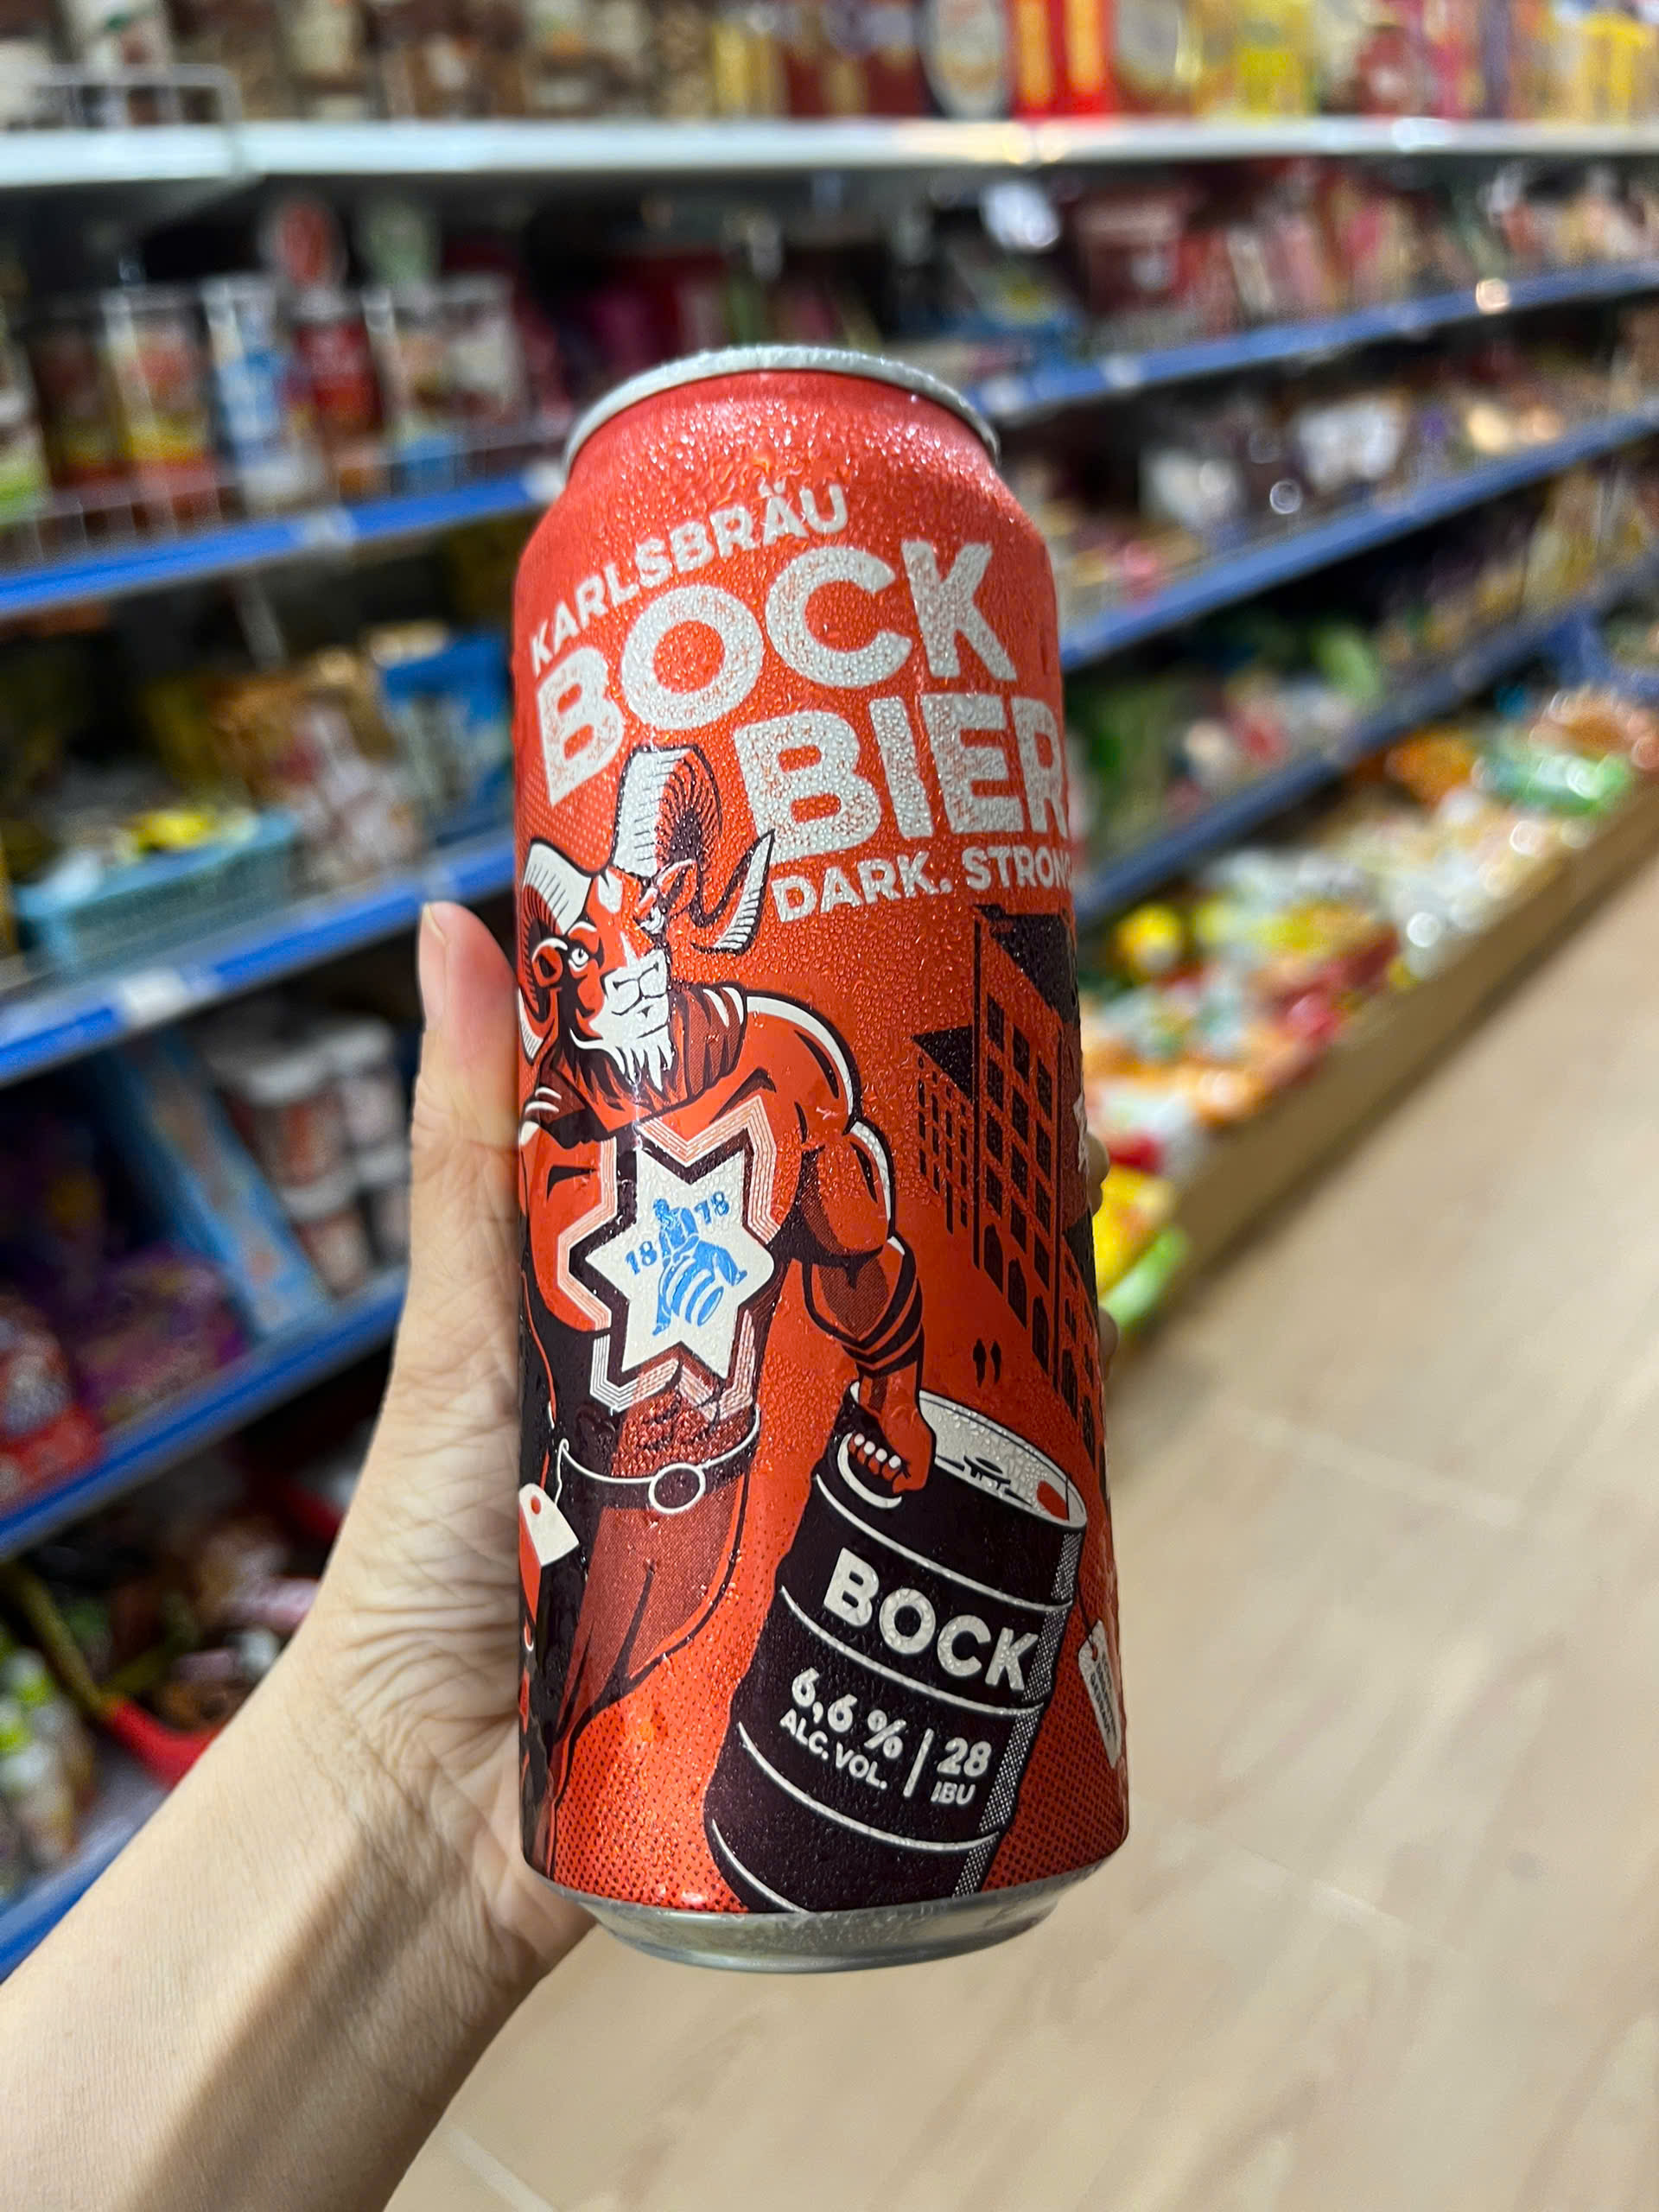 KARLSBRÄU
BOCK
BIER
DARK. STRONG
18 78
BOCK
6,6 % | 28
ALC. VOL. IBU